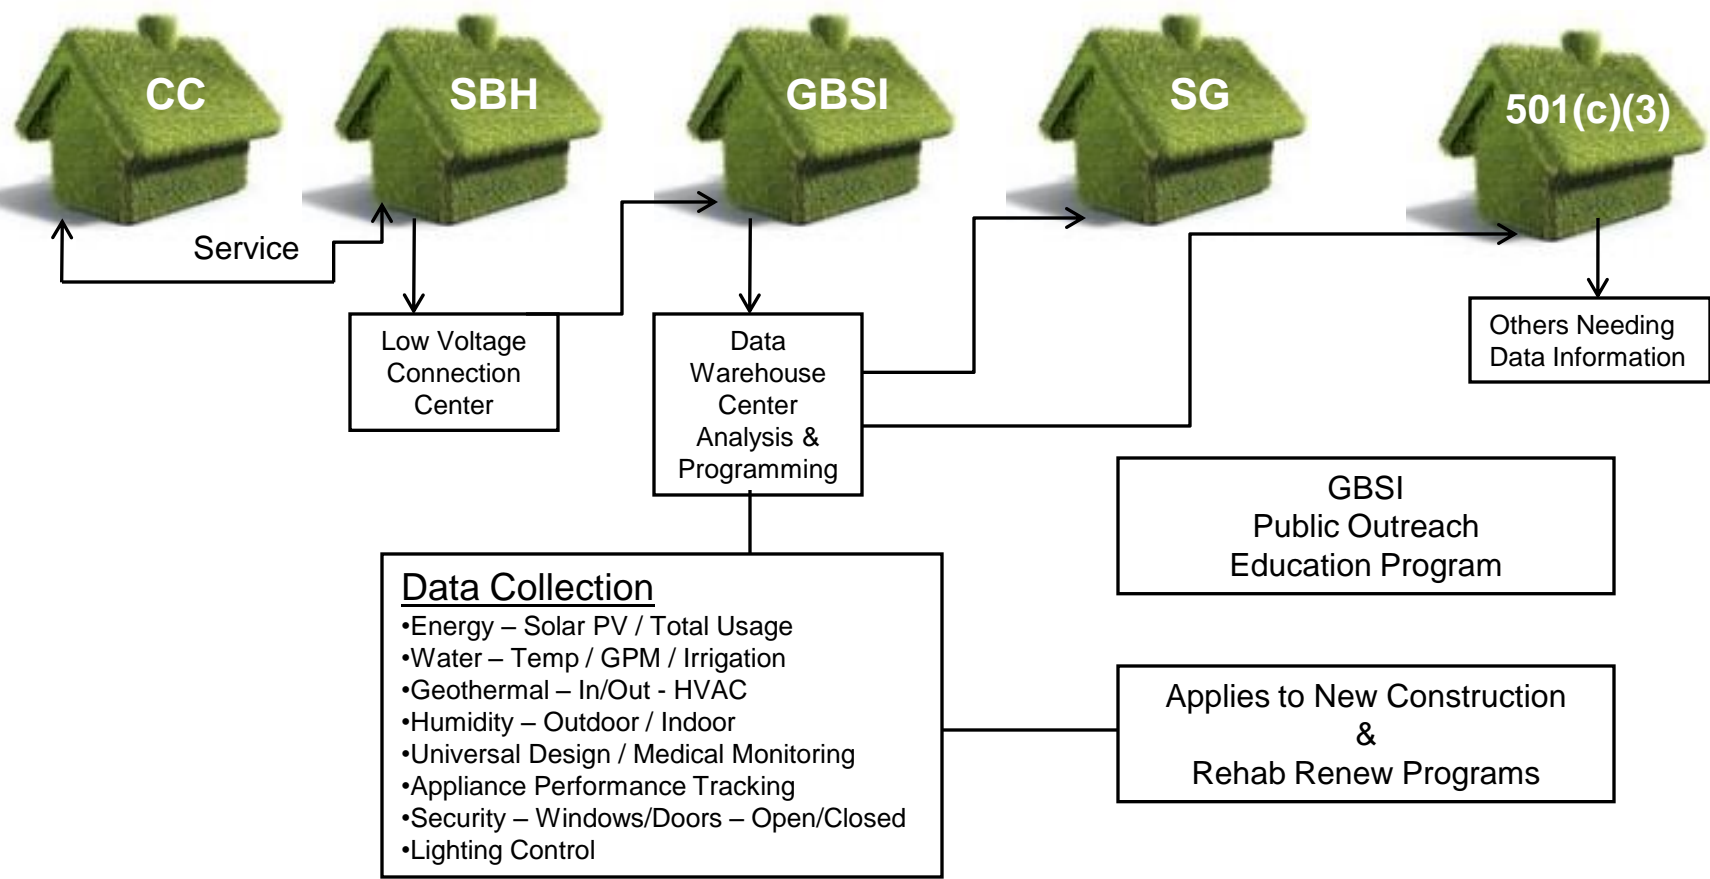 CC
SBH
GBSI
SG
501(c)(3)
Service
Low Voltage
Connection
Center
Data
Warehouse
Center
Analysis &
Programming
Others Needing
Data Information
GBSI
Public Outreach
Education Program
Data Collection
•Energy – Solar PV / Total Usage
•Water – Temp / GPM / Irrigation
•Geothermal – In/Out - HVAC
•Humidity – Outdoor / Indoor
•Universal Design / Medical Monitoring
•Appliance Performance Tracking
•Security – Windows/Doors – Open/Closed
•Lighting Control
Applies to New Construction
&
Rehab Renew Programs